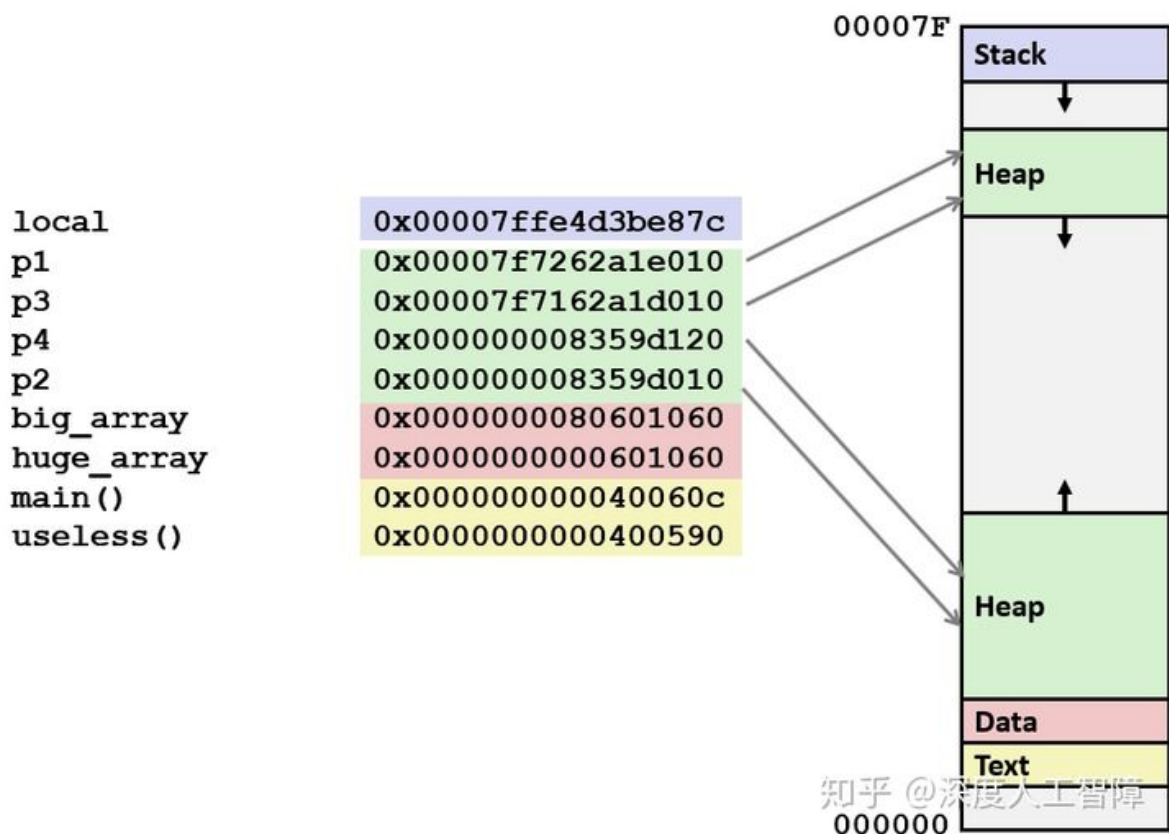 00007F
Stack
Heap
local 0x00007ffe4d3be87c
p1 0x00007f7262a1e010
p3 0x00007f7162a1d010
p4 0x000000008359d120
p2 0x000000008359d010
big_array 0x0000000080601060
huge_array 0x0000000000601060
main() 0x000000000040060c
useless() 0x0000000000400590
Heap
Data
Text
知乎 @深度人工智障
000000